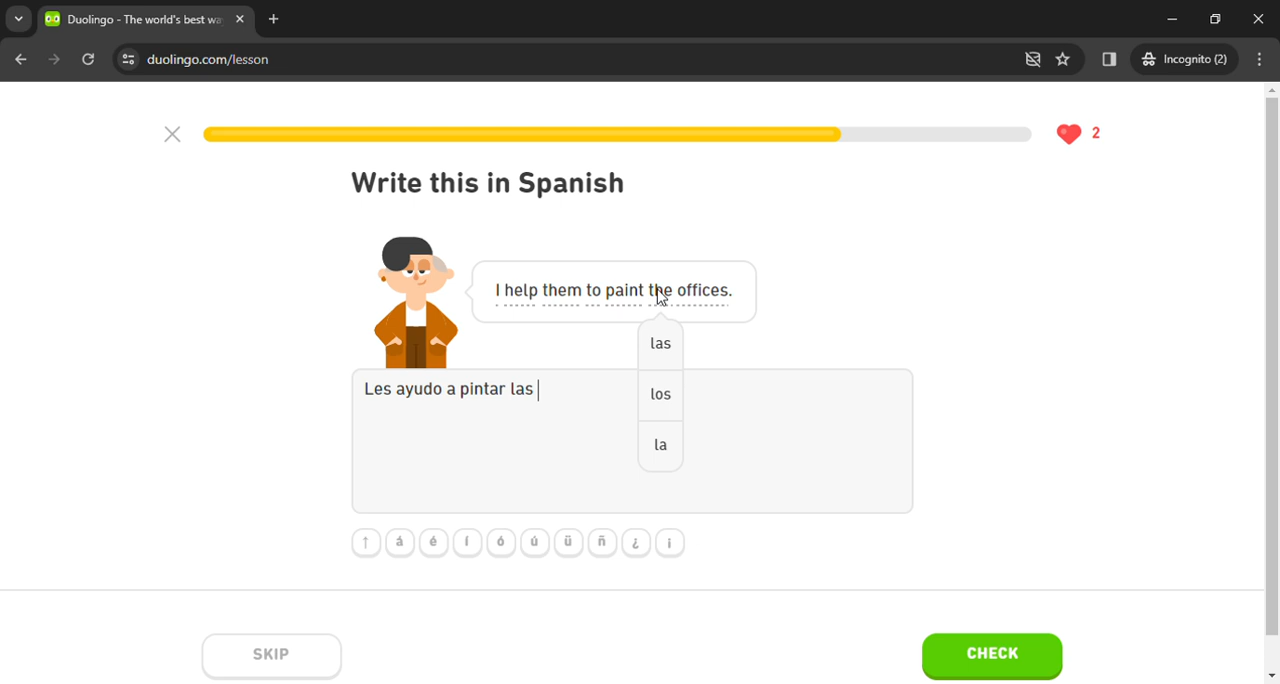 Duolingo - The world's best wa
duolingo.com/lesson
Incognito (2)
2
Write this in Spanish
I help them to paint the offices.
las
los
la
Les ayudo a pintar las
↑ á é í ó ú ü ñ ¿ ¡
SKIP
CHECK